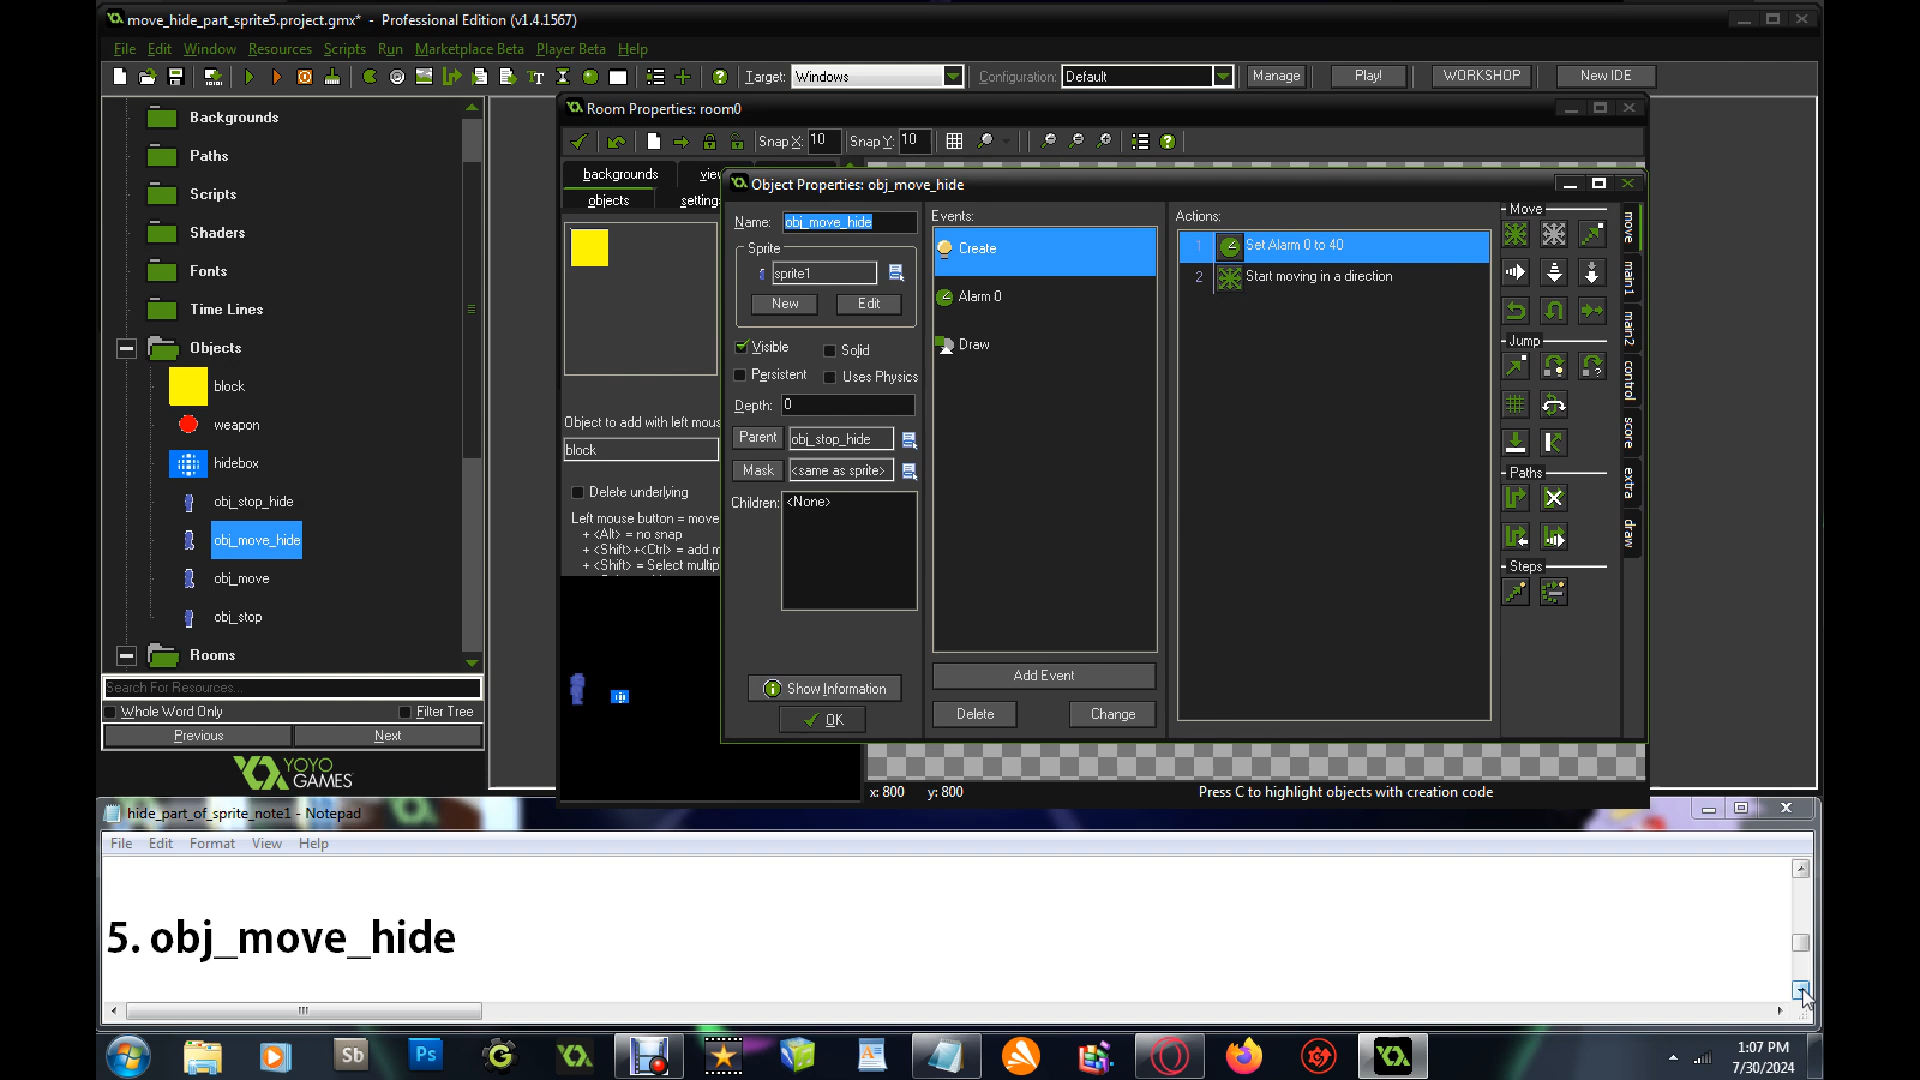 move_hide_part_sprite5.project.gmx* - Professional Edition (v1.4.1567)
File Edit Window Resources Scripts Run Marketplace Beta Player Beta Help
Target: Windows Configuration: Default Manage Play! WORKSHOP New IDE
Backgrounds
Paths
Scripts
Shaders
Fonts
Time Lines
Objects
block
weapon
hidebox
obj_stop_hide
obj_move_hide
obj_move
obj_stop
Rooms
Search For Resources...
Whole Word Only Filter Tree
Previous Next
YOYO GAMES
Room Properties: room0
Snap X: 10 Snap Y: 10
backgrounds
objects
Object to add with left mous
block
Delete underlying
Left mouse button = move
+ <Alt> = no snap
+ <Shift>+<Ctrl> = add m
+ <Shift> = Select multip
x: 800 y: 800 Press C to highlight objects with creation code
Object Properties: obj_move_hide
Name: obj_move_hide
Sprite
sprite1
New Edit
Visible Solid
Persistent Uses Physics
Depth: 0
Parent obj_stop_hide
Mask <same as sprite>
Children: <None>
Show Information
OK
Events:
Create
Alarm 0
Draw
Add Event
Delete Change
Actions:
1 Set Alarm 0 to 40
2 Start moving in a direction
Move
Jump
Paths
Steps
move
main1
main2
control
score
extra
draw
hide_part_of_sprite_note1 - Notepad
File Edit Format View Help
5. obj_move_hide
Sb Ps
1:07 PM
7/30/2024